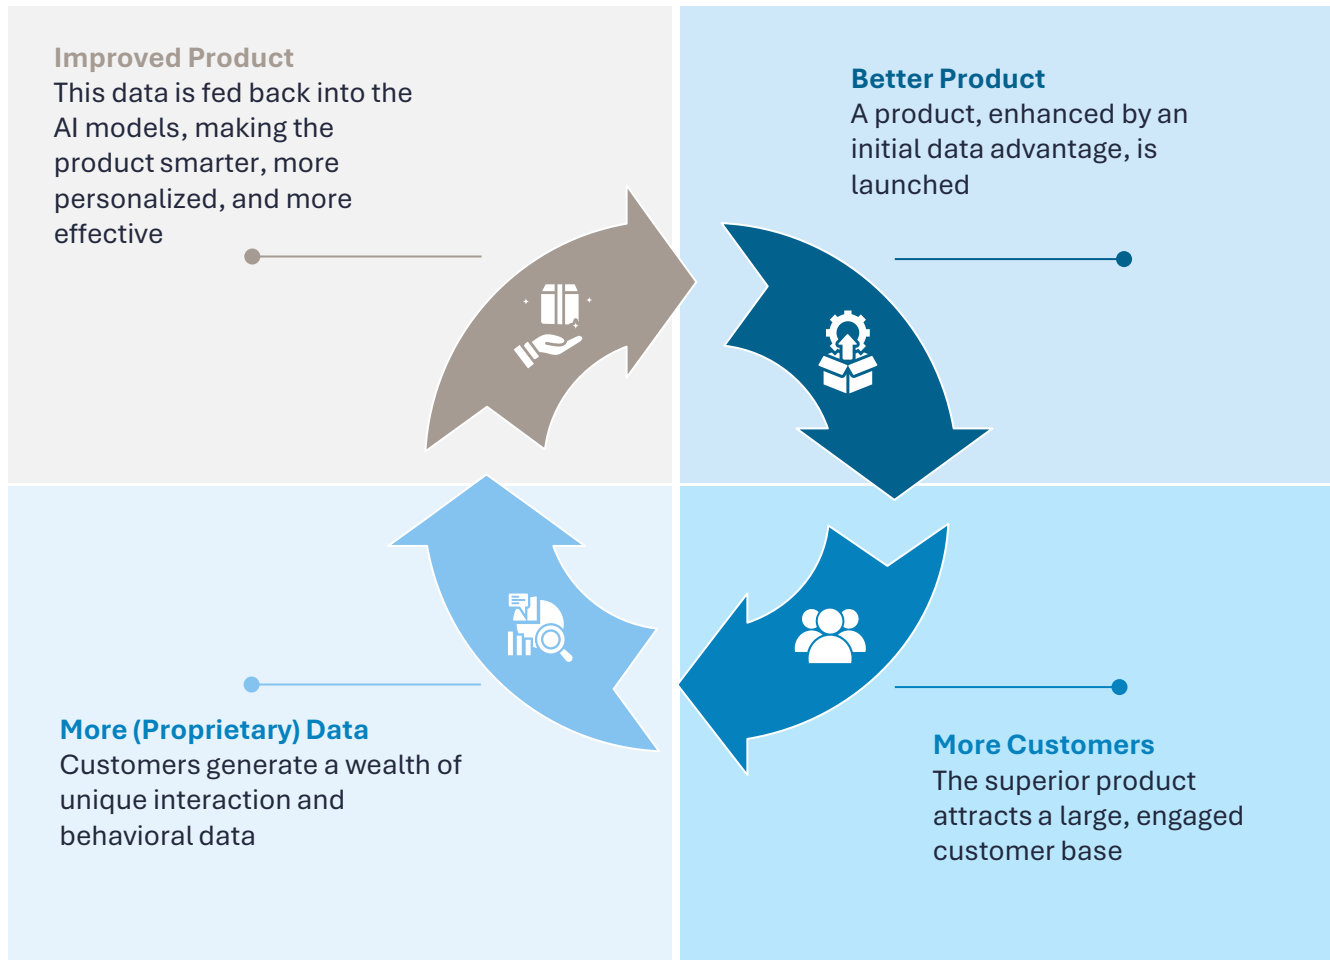 Improved Product
This data is fed back into the
AI models, making the
product smarter, more
personalized, and more
effective
Better Product
A product, enhanced by an
initial data advantage, is
launched
More (Proprietary) Data
Customers generate a wealth of
unique interaction and
behavioral data
More Customers
The superior product
attracts a large, engaged
customer base